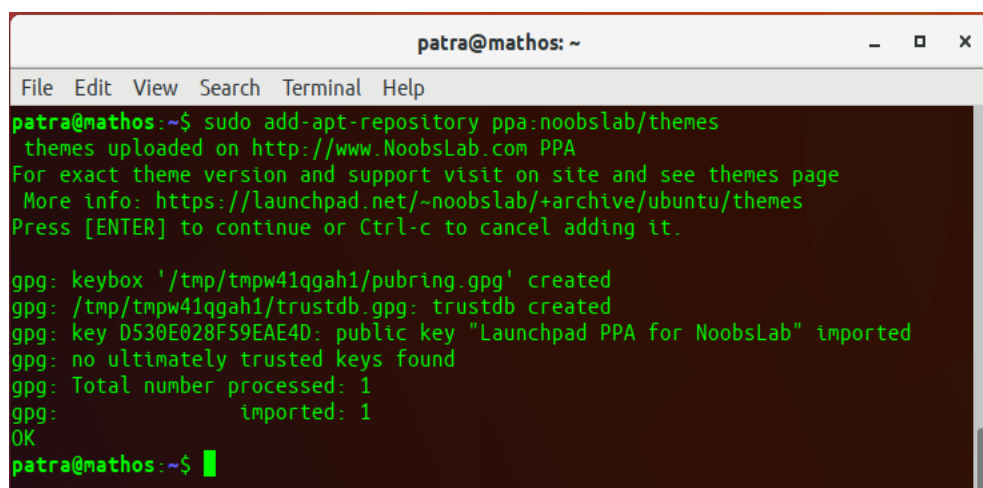 patra@mathos: ~
File Edit View Search Terminal Help
patra@mathos:~$ sudo add-apt-repository ppa:noobslab/themes
 themes uploaded on http://www.NoobsLab.com PPA
For exact theme version and support visit on site and see themes page
 More info: https://launchpad.net/~noobslab/+archive/ubuntu/themes
Press [ENTER] to continue or Ctrl-c to cancel adding it.

gpg: keybox '/tmp/tmpw41qgah1/pubring.gpg' created
gpg: /tmp/tmpw41qgah1/trustdb.gpg: trustdb created
gpg: key D530E028F59EAE4D: public key "Launchpad PPA for NoobsLab" imported
gpg: no ultimately trusted keys found
gpg: Total number processed: 1
gpg:               imported: 1
OK
patra@mathos:~$